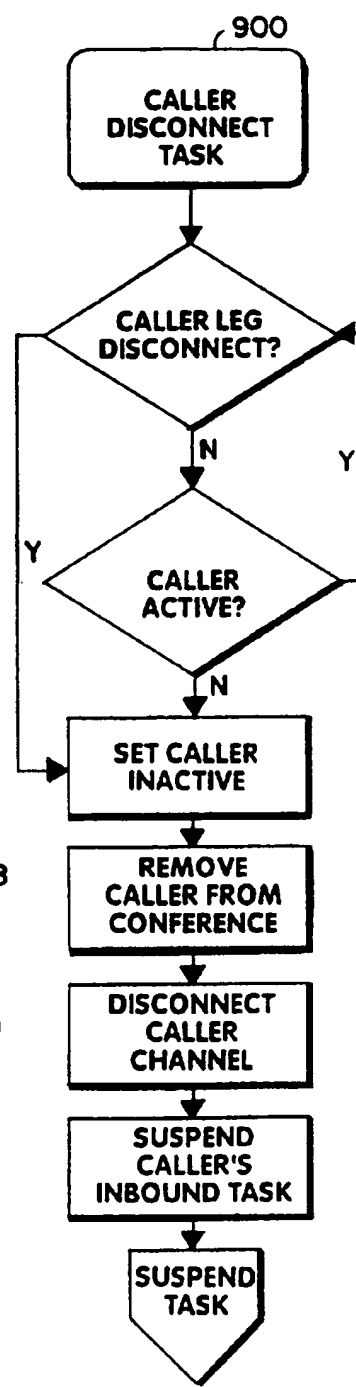 900
CALLER
DISCONNECT
TASK
CALLER LEG
DISCONNECT?
N
Y
Y
CALLER
ACTIVE?
N
SET CALLER
INACTIVE
REMOVE
CALLER FROM
CONFERENCE
DISCONNECT
CALLER
CHANNEL
SUSPEND
CALLER'S
INBOUND TASK
SUSPEND
TASK